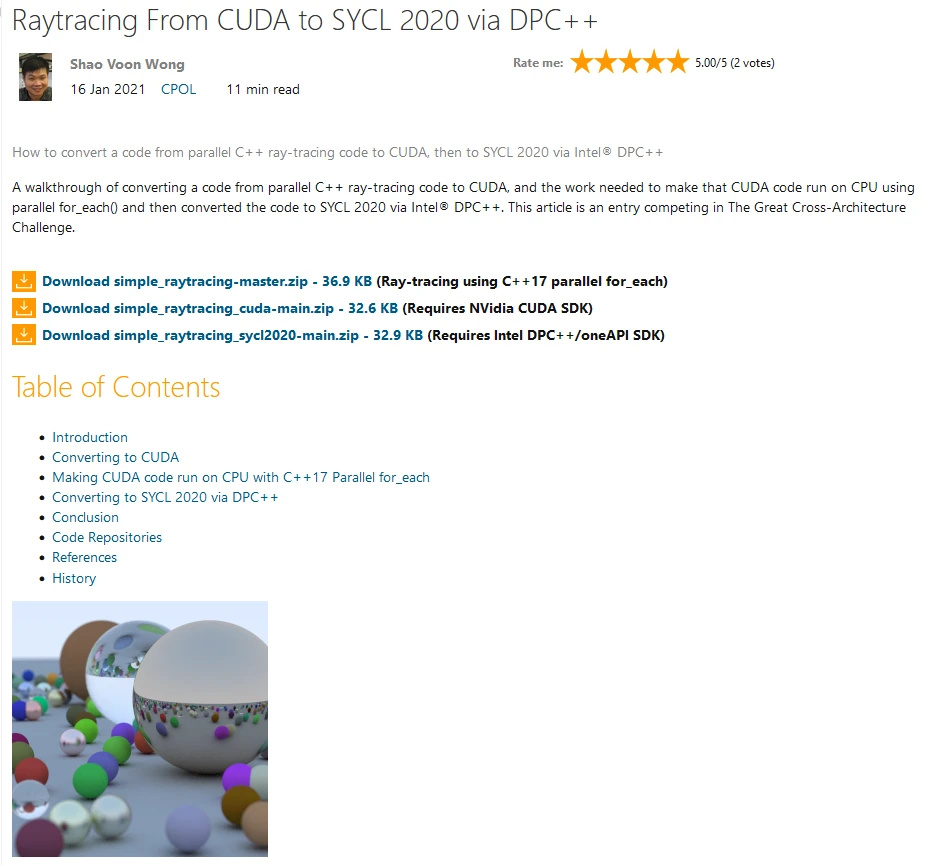 Raytracing From CUDA to SYCL 2020 via DPC++
Shao Voon Wong
Rate me: 5.00/5 (2 votes)
16 Jan 2021 CPOL 11 min read
How to convert a code from parallel C++ ray-tracing code to CUDA, then to SYCL 2020 via Intel® DPC++
A walkthrough of converting a code from parallel C++ ray-tracing code to CUDA, and the work needed to make that CUDA code run on CPU using
parallel for_each() and then converted the code to SYCL 2020 via Intel® DPC++. This article is an entry competing in The Great Cross-Architecture
Challenge.
Download simple_raytracing-master.zip - 36.9 KB (Ray-tracing using C++17 parallel for_each)
Download simple_raytracing_cuda-main.zip - 32.6 KB (Requires NVidia CUDA SDK)
Download simple_raytracing_sycl2020-main.zip - 32.9 KB (Requires Intel DPC++/oneAPI SDK)
Table of Contents
• Introduction
• Converting to CUDA
• Making CUDA code run on CPU with C++17 Parallel for_each
• Converting to SYCL 2020 via DPC++
• Conclusion
• Code Repositories
• References
• History